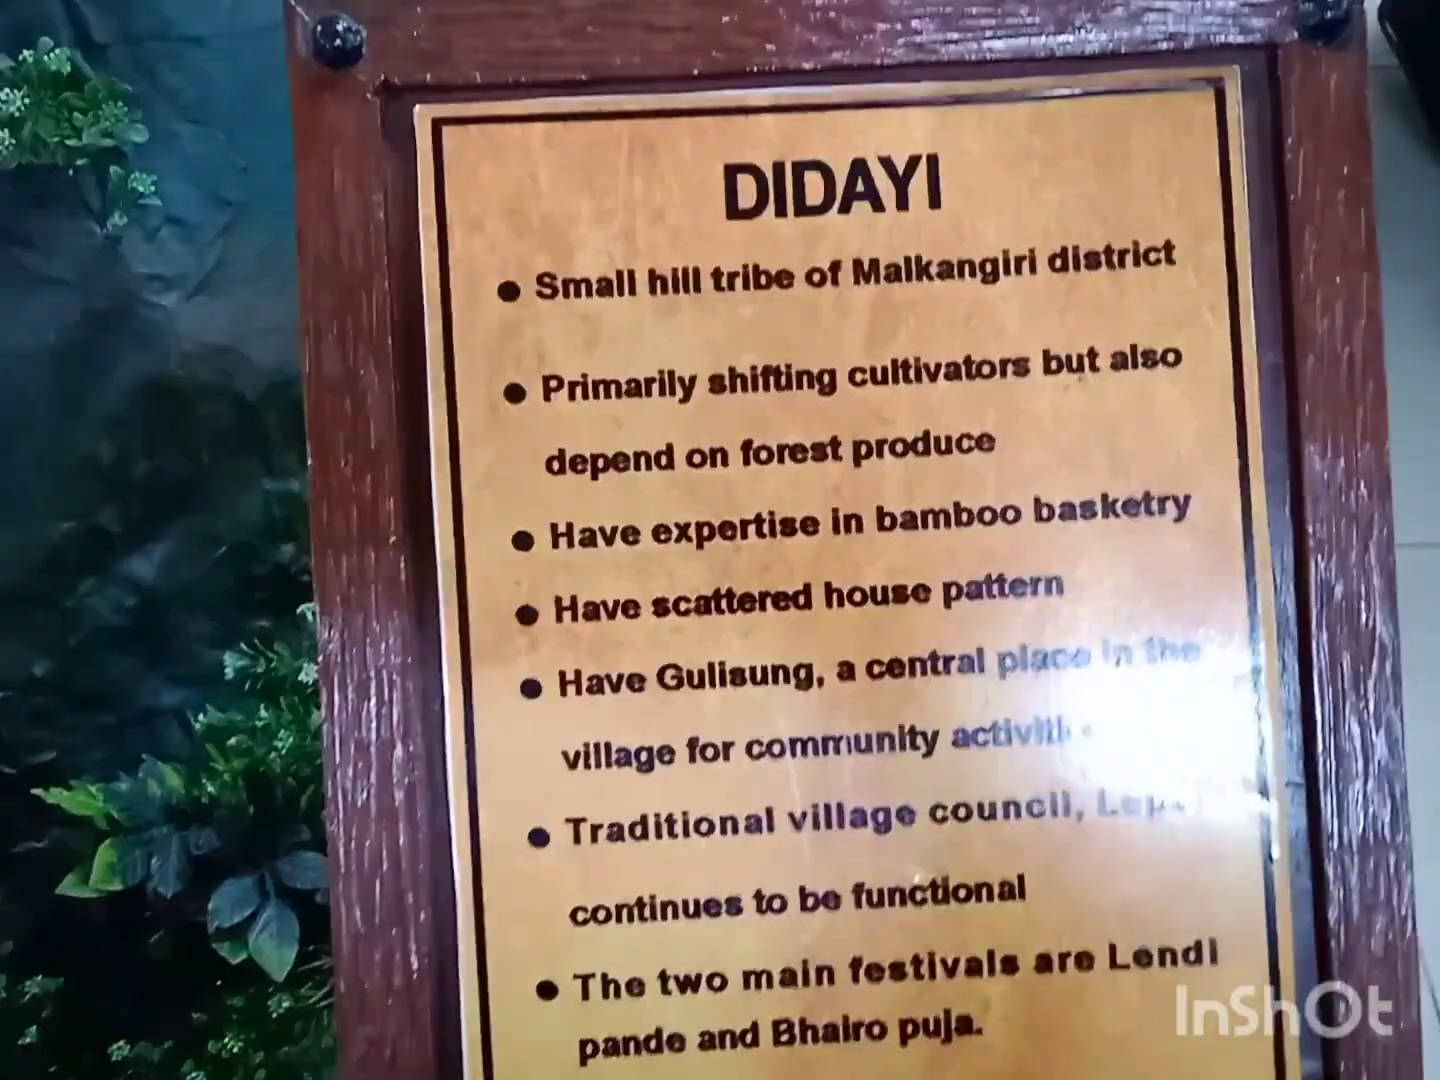 DIDAYI
● Small hill tribe of Malkangiri district
● Primarily shifting cultivators but also
depend on forest produce
● Have expertise in bamboo basketry
● Have scattered house pattern
● Have Gulisung, a central place in the
village for community
● Traditional village council,
continues to be functional
● The two main festivals are Lendi
pande and Bhairo puja.
InShOt